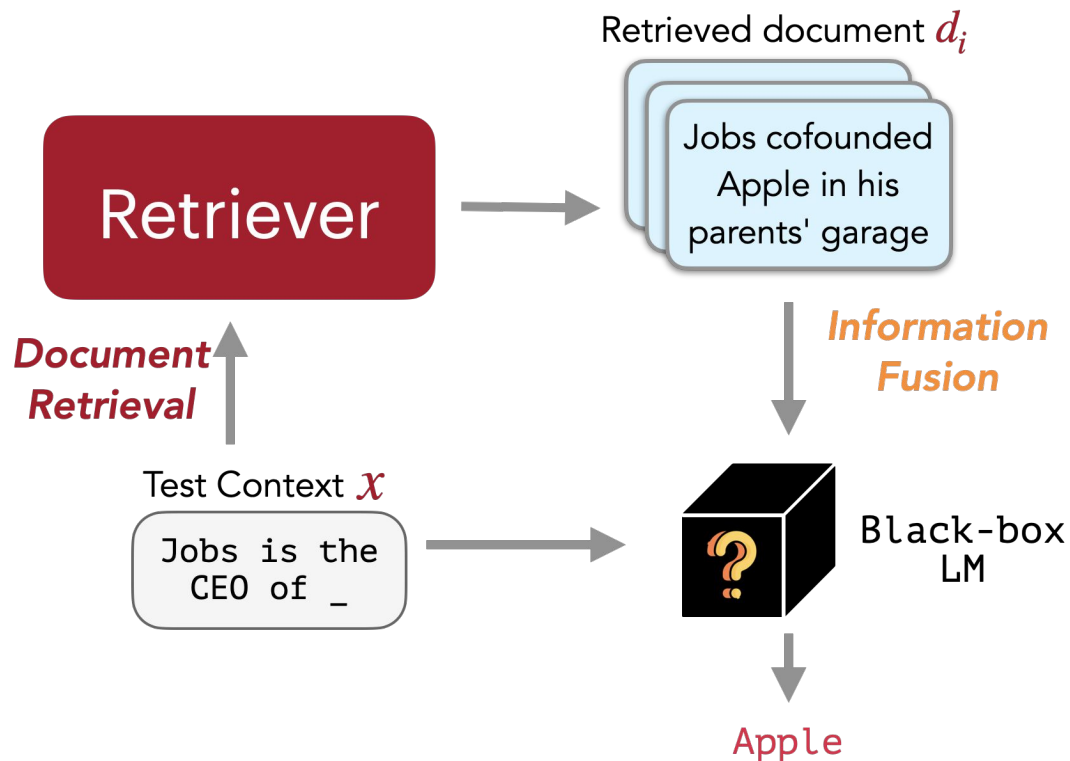 Retrieved document dᵢ
Jobs cofounded
Apple in his
parents' garage
Retriever
Information
Fusion
Document
Retrieval
Test Context x
Jobs is the
CEO of _
?
Black-box
LM
Apple